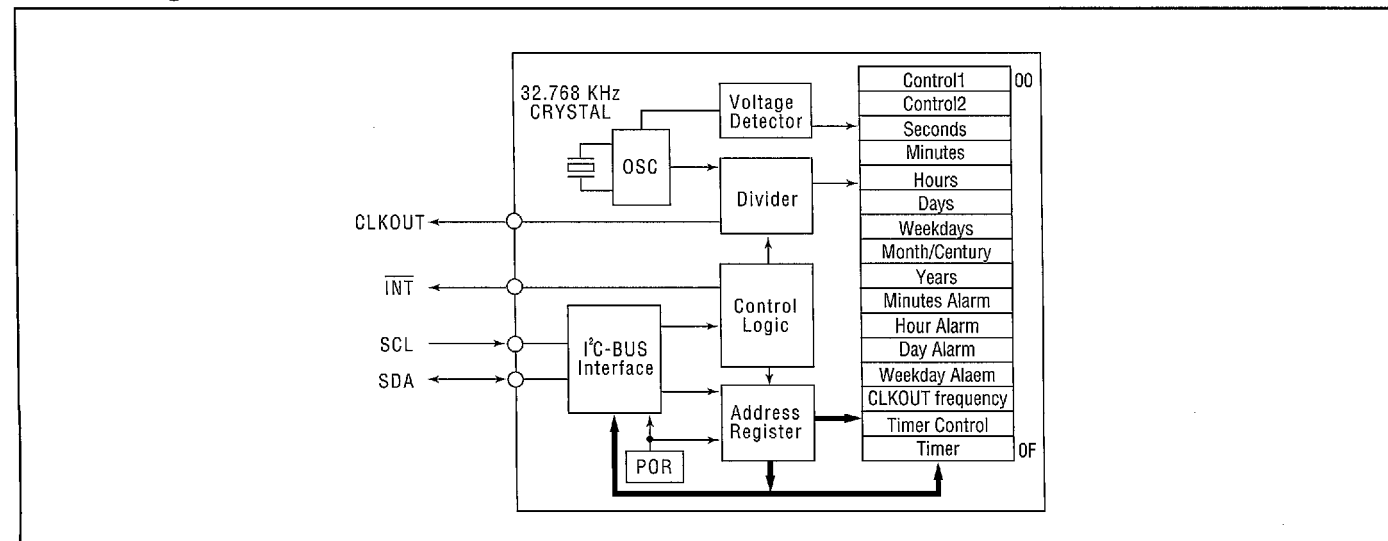 32.768 KHz
CRYSTAL
OSC
Voltage
Detector
Divider
Control
Logic
I²C-BUS
Interface
Address
Register
POR
CLKOUT
INT
SCL
SDA
Control1
00
Control2
Seconds
Minutes
Hours
Days
Weekdays
Month/Century
Years
Minutes Alarm
Hour Alarm
Day Alarm
Weekday Alaem
CLKOUT frequency
Timer Control
Timer
0F